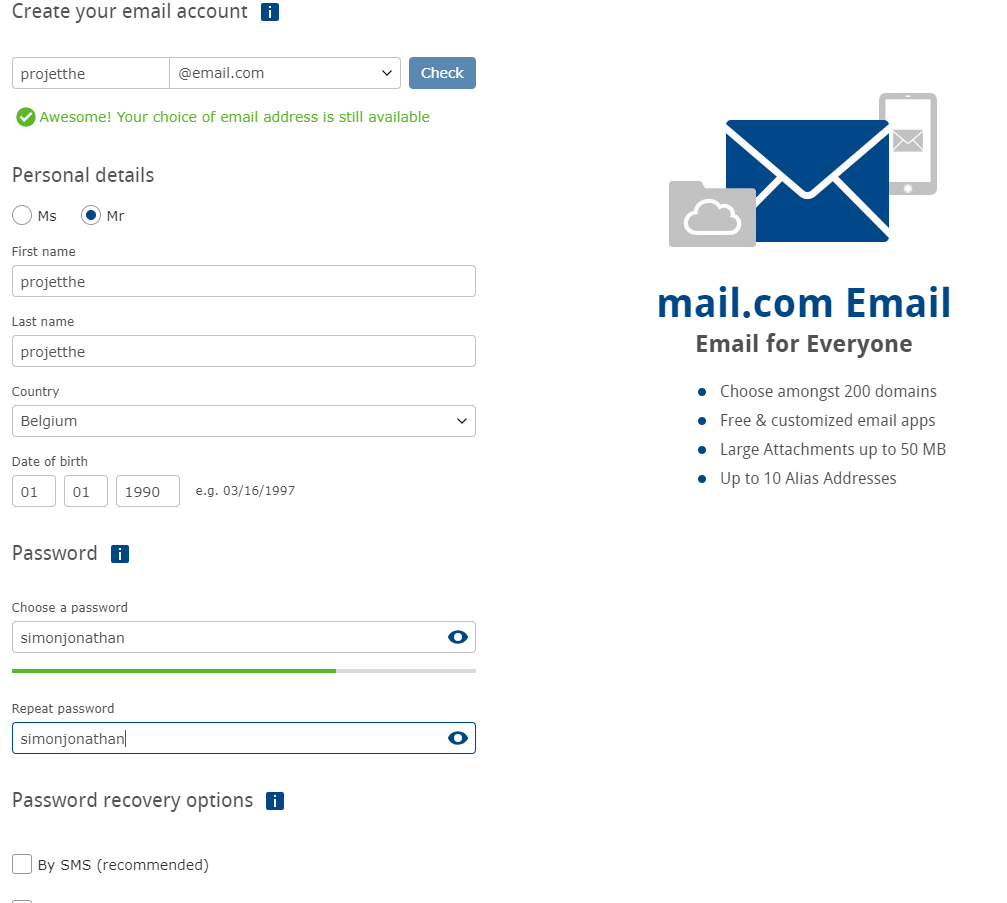 Create your email account i
projetthe @email.com Check
Awesome! Your choice of email address is still available
Personal details
Ms Mr
First name
projetthe
Last name
projetthe
Country
Belgium
Date of birth
01 01 1990 e.g. 03/16/1997
Password i
Choose a password
simonjonathan
Repeat password
simonjonathan
Password recovery options i
By SMS (recommended)
mail.com Email
Email for Everyone
Choose amongst 200 domains
Free & customized email apps
Large Attachments up to 50 MB
Up to 10 Alias Addresses